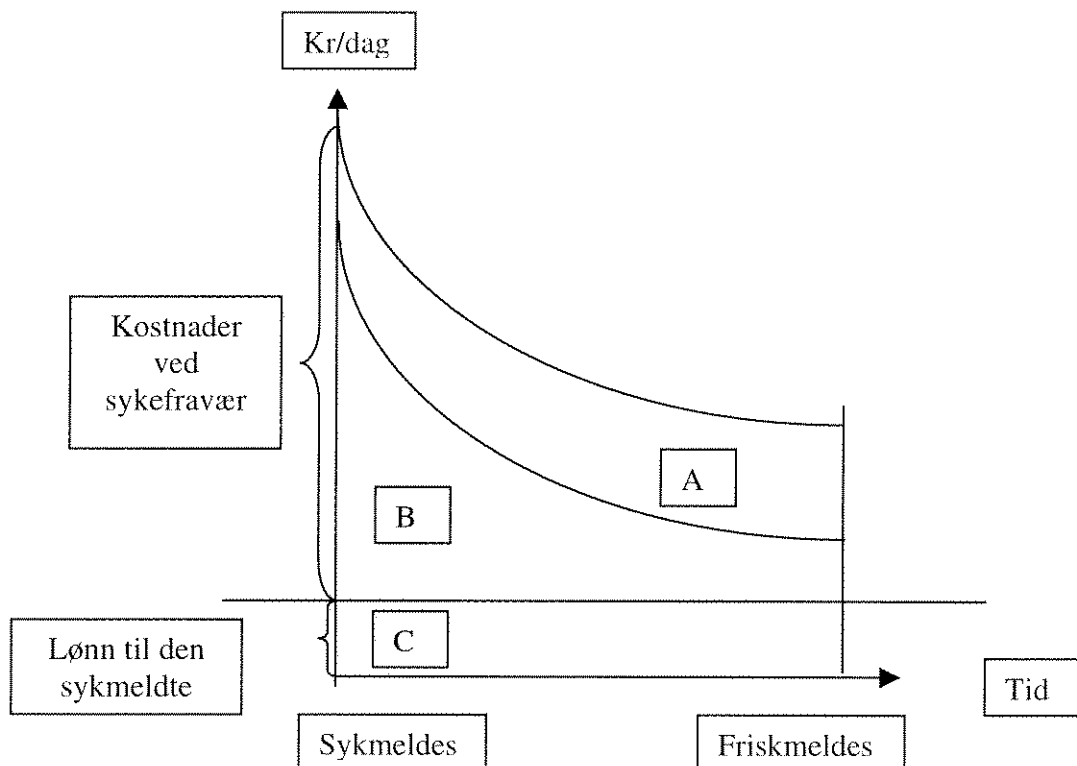 Kr/dag
Kostnader
ved
sykefravær
A
B
C
Lønn til den
sykmeldte
Tid
Sykmeldes
Friskmeldes